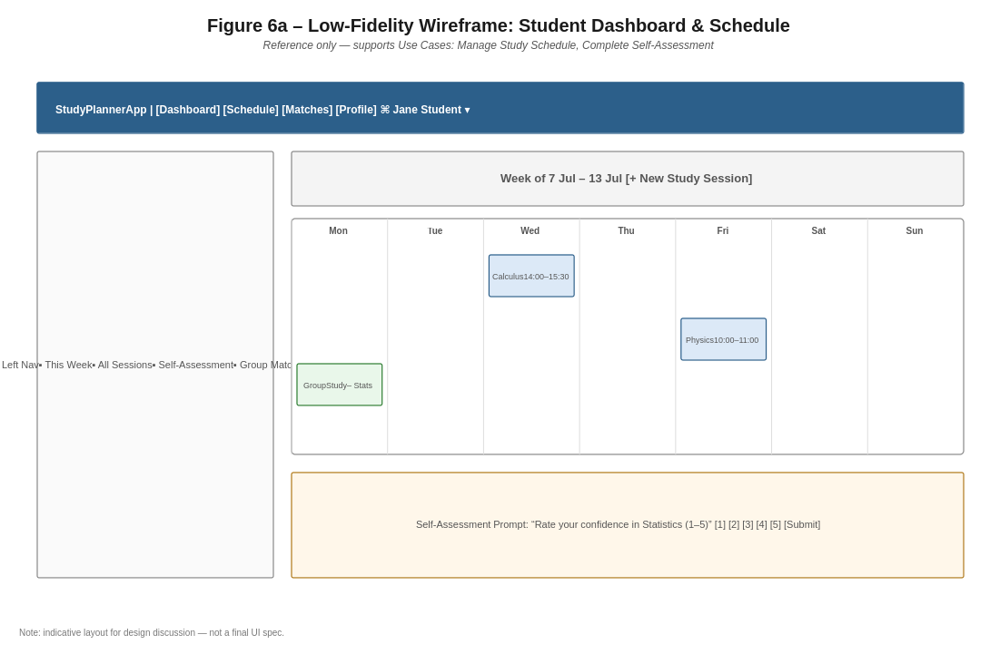 Figure 6a – Low-Fidelity Wireframe: Student Dashboard & Schedule
Reference only — supports Use Cases: Manage Study Schedule, Complete Self-Assessment
StudyPlannerApp | [Dashboard] [Schedule] [Matches] [Profile] ⌘ Jane Student ▾
Week of 7 Jul – 13 Jul [+ New Study Session]
Mon Tue Wed Thu Fri Sat Sun
Calculus14:00–15:30
Physics10:00–11:00
Left Nav▪ This Week▪ All Sessions▪ Self-Assessment▪ Group
GroupStudy– Stats
Self-Assessment Prompt: “Rate your confidence in Statistics (1–5)” [1] [2] [3] [4] [5] [Submit]
Note: indicative layout for design discussion — not a final UI spec.